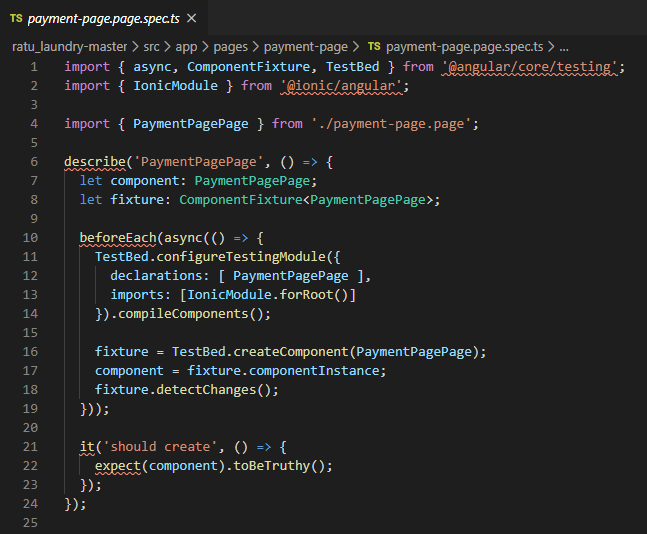 TS payment-page.page.spec.ts ×
ratu_laundry-master > src > app > pages > payment-page > TS payment-page.page.spec.ts > ...
1 import { async, ComponentFixture, TestBed } from '@angular/core/testing';
2 import { IonicModule } from '@ionic/angular';
3
4 import { PaymentPagePage } from './payment-page.page';
5
6 describe('PaymentPagePage', () => {
7   let component: PaymentPagePage;
8   let fixture: ComponentFixture<PaymentPagePage>;
9
10   beforeEach(async(() => {
11     TestBed.configureTestingModule({
12       declarations: [ PaymentPagePage ],
13       imports: [IonicModule.forRoot()]
14     }).compileComponents();
15
16     fixture = TestBed.createComponent(PaymentPagePage);
17     component = fixture.componentInstance;
18     fixture.detectChanges();
19   }));
20
21   it('should create', () => {
22     expect(component).toBeTruthy();
23   });
24 });
25